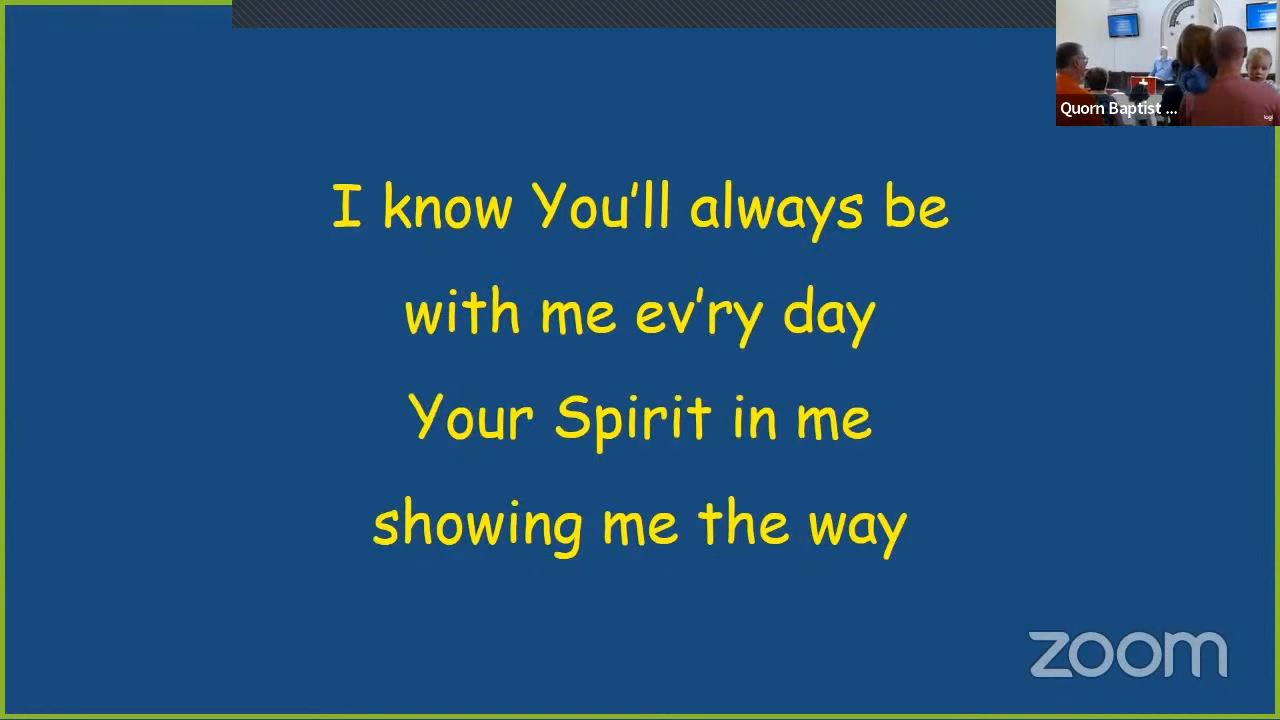 Quorn Baptist ...
I know You'll always be
with me ev'ry day
Your Spirit in me
showing me the way
zoom